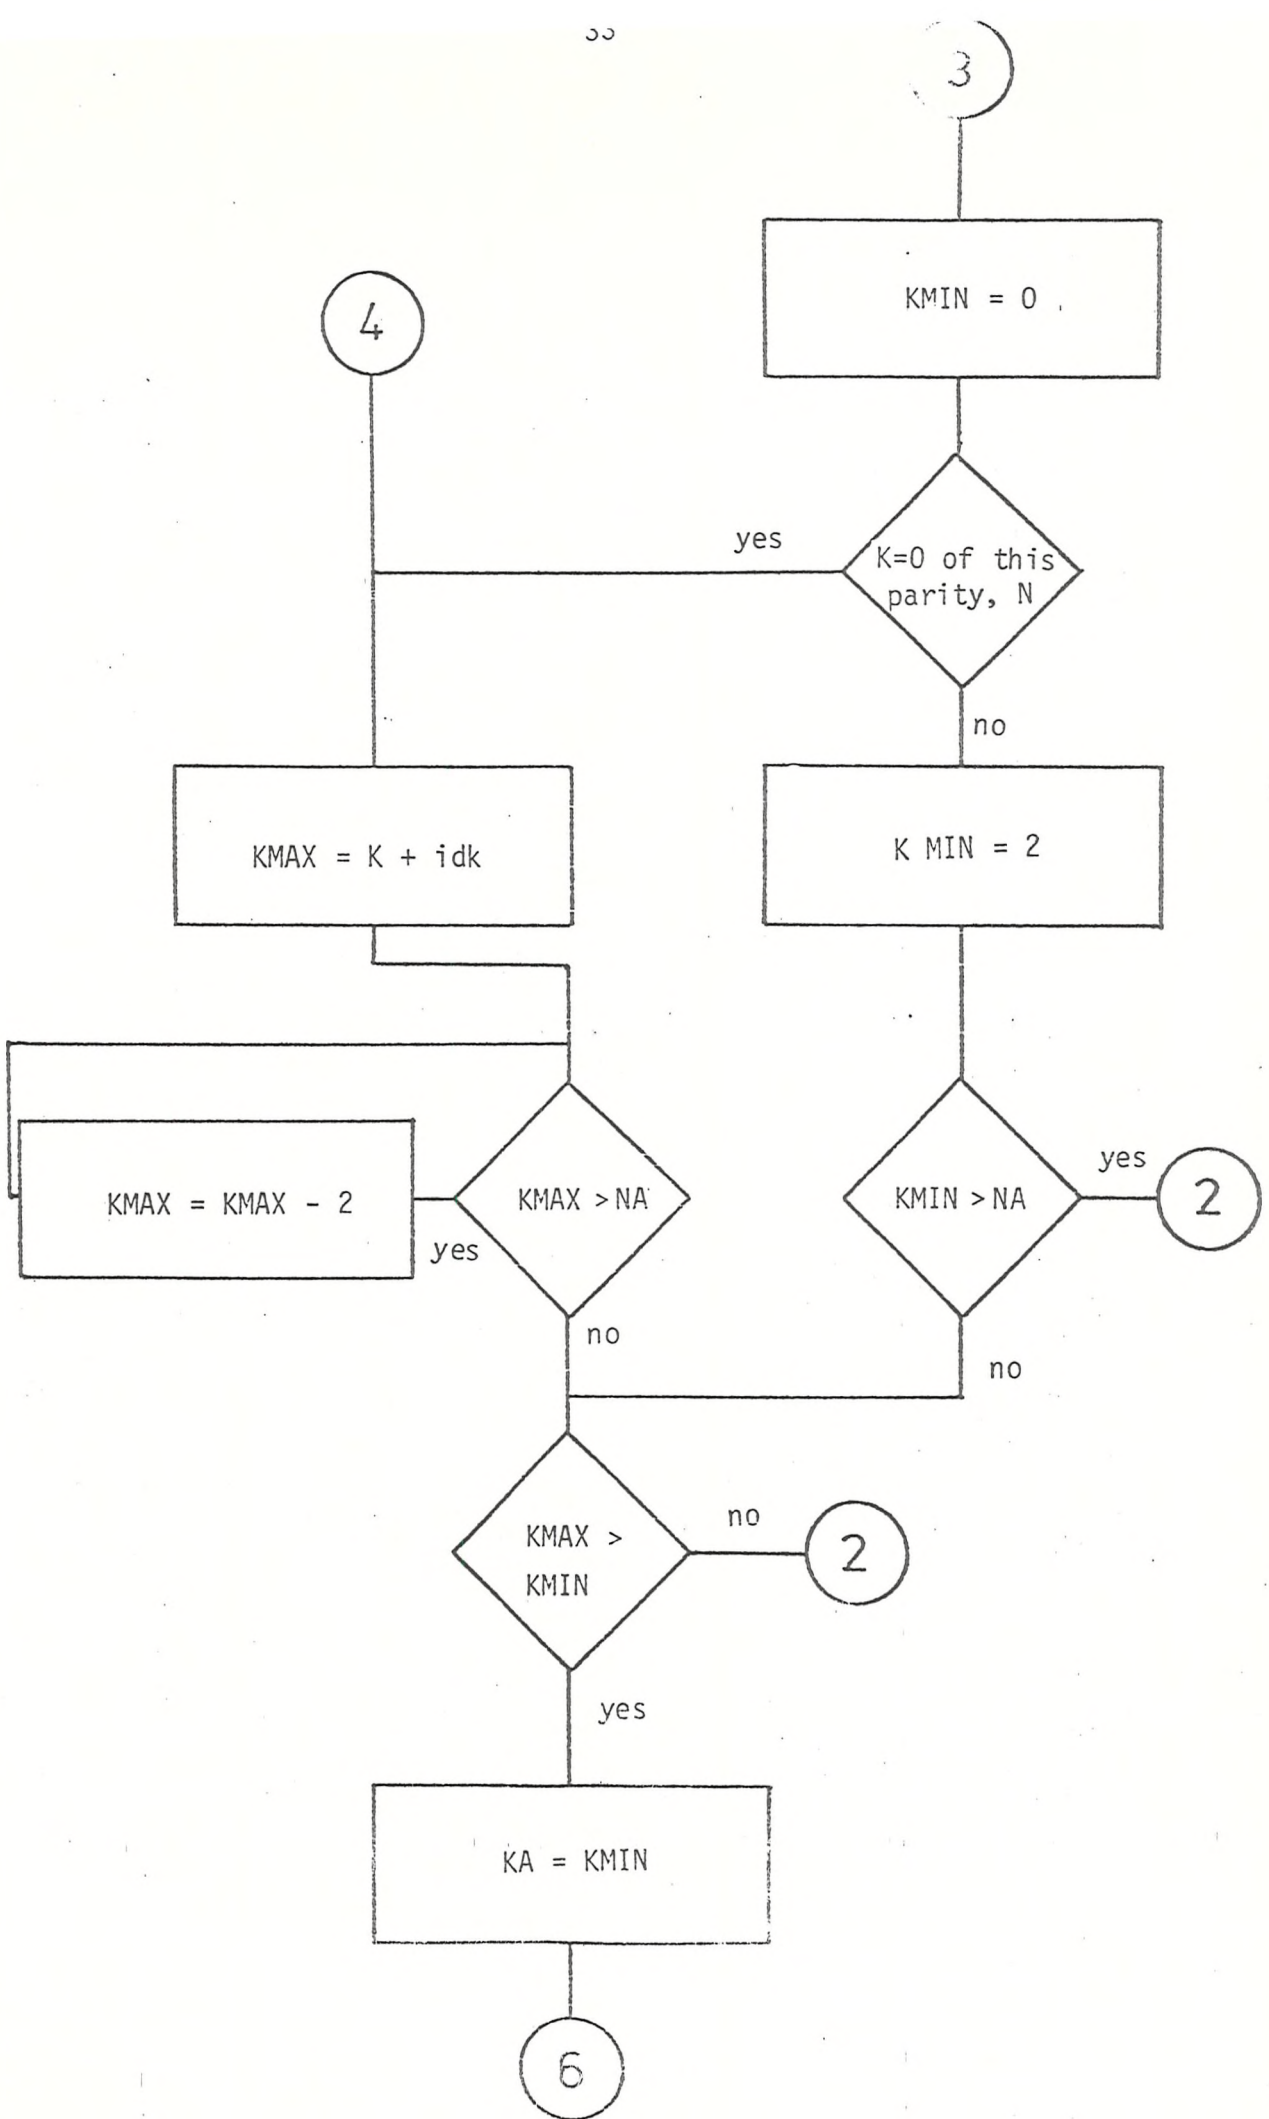 3
KMIN = 0
4
yes
K=0 of this
parity, N
no
KMAX = K + idk
K MIN = 2
KMAX = KMAX - 2
yes
KMAX > NA
no
KMIN > NA
yes
2
no
KMAX >
KMIN
no
2
yes
KA = KMIN
6